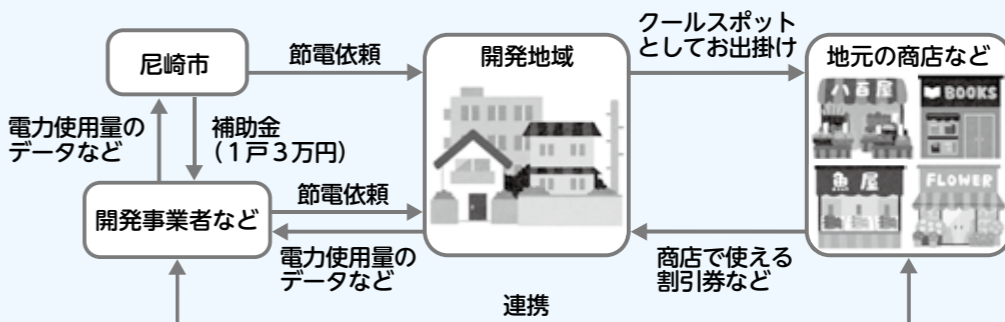 尼崎市
節電依頼
開発地域
クールスポット
としてお出掛け
地元の商店など
八百屋
BOOKS
電力使用量の
データなど
補助金
（1戸3万円）
魚屋
FLOWER
開発事業者など
節電依頼
電力使用量の
データなど
商店で使える
割引券など
連携